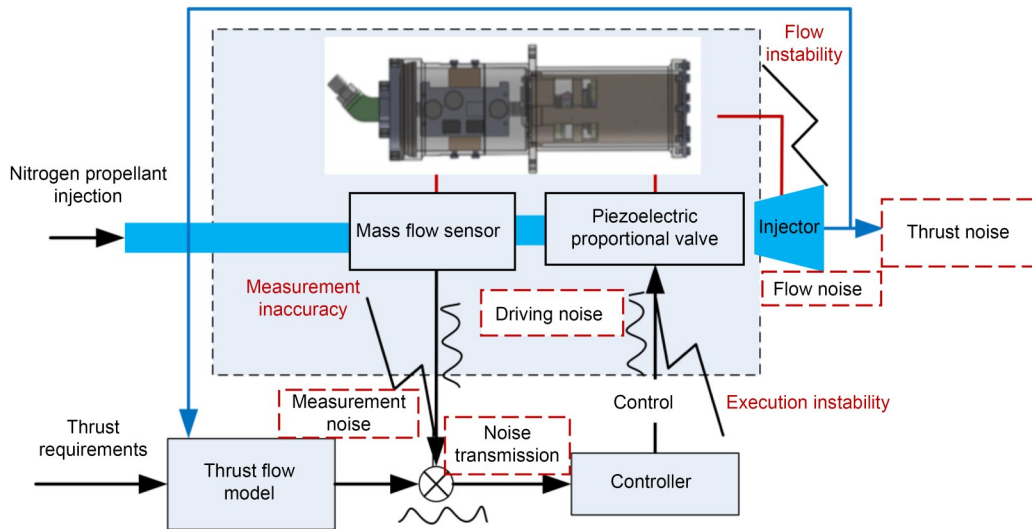 Flow
instability
Nitrogen propellant
injection
Mass flow sensor
Piezoelectric
proportional valve
Injector
Thrust noise
Flow noise
Measurement
inaccuracy
Driving noise
Measurement
noise
Control
Execution instability
Thrust
requirements
Noise
transmission
Thrust flow
model
Controller